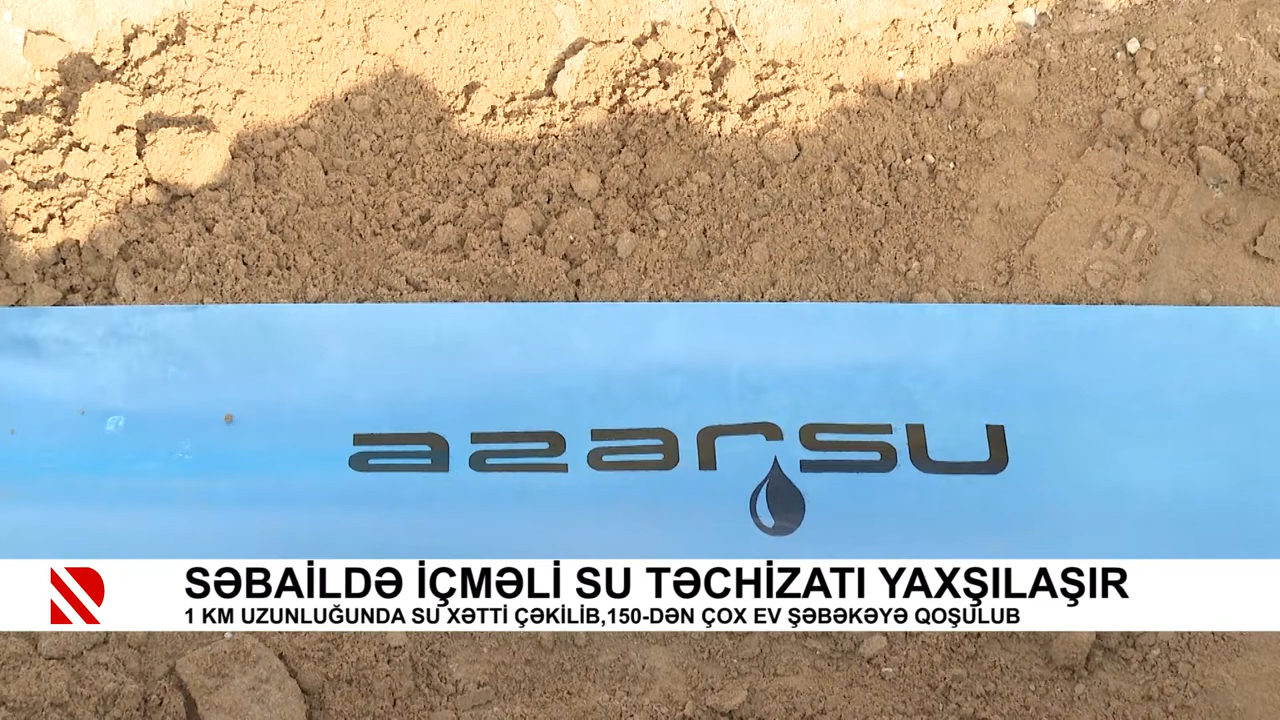 azarsu
SƏBAİLDƏ İÇMƏLİ SU TƏCHİZATI YAXŞILAŞIR
1 KM UZUNLUĞUNDA SU XƏTTİ ÇƏKİLİB,150-DƏN ÇOX EV ŞƏBƏKƏYƏ QOŞULUB